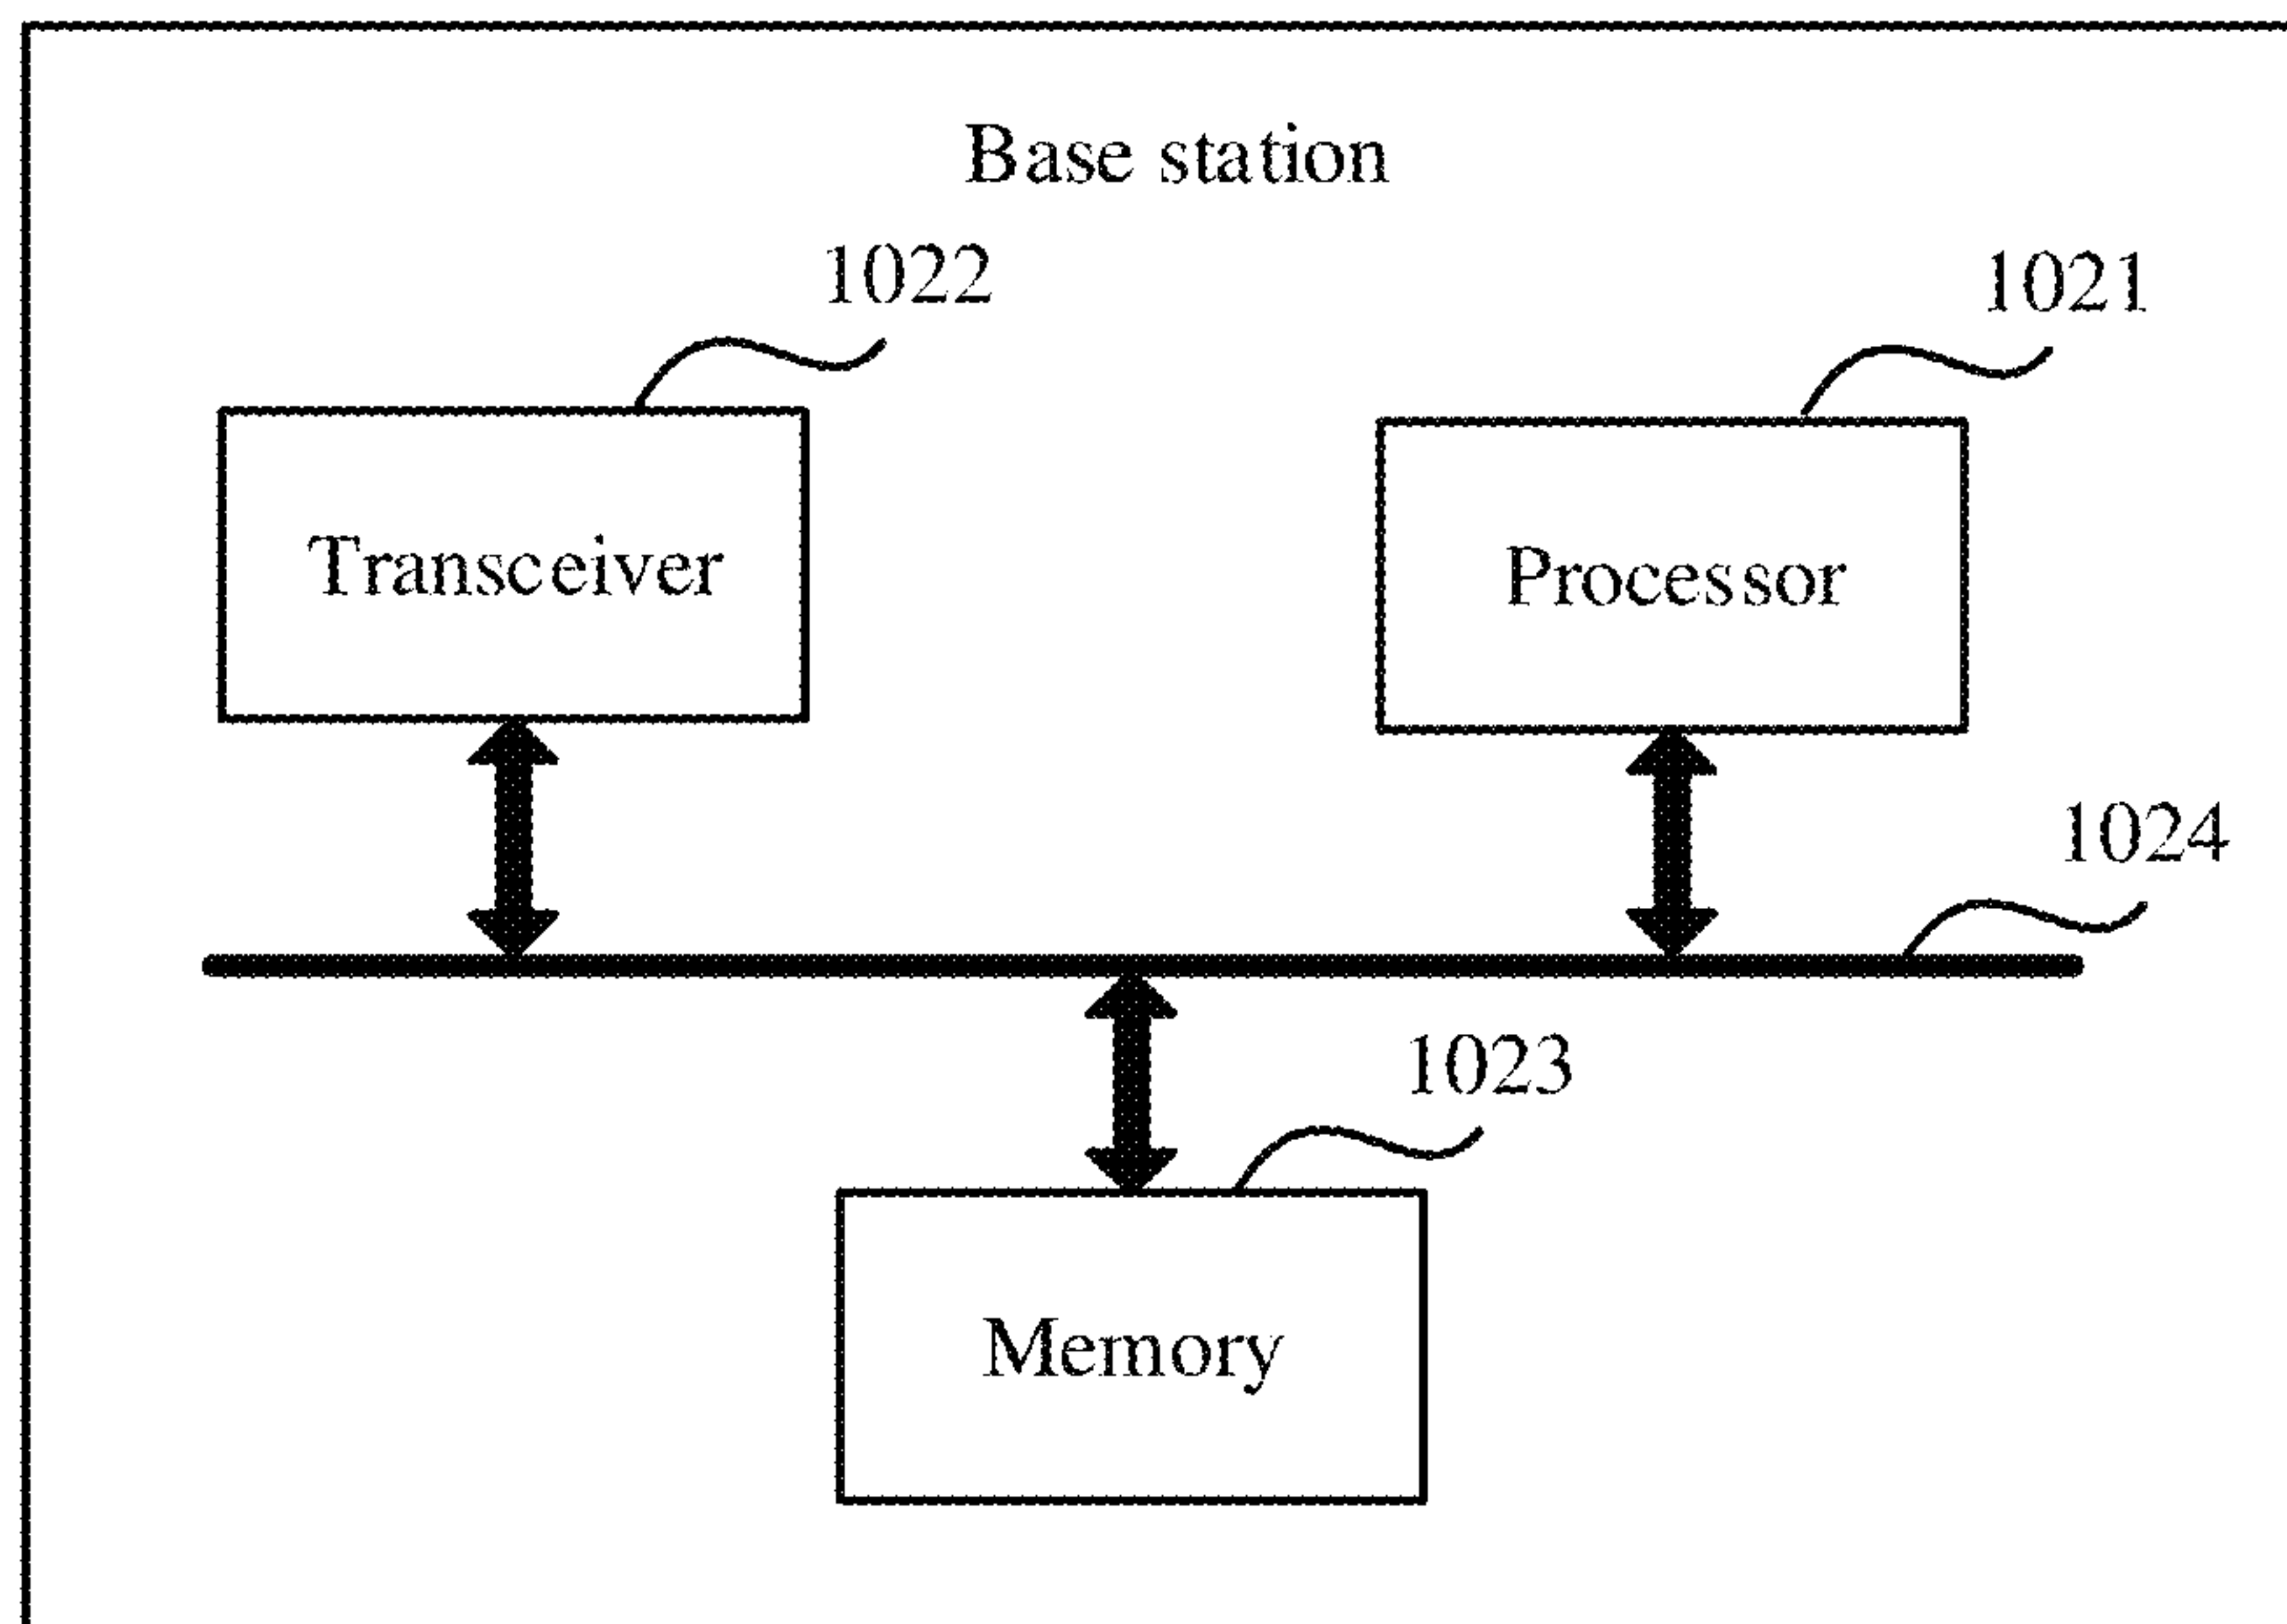 Base station
1022
1021
Transceiver
Processor
1024
1023
Memory